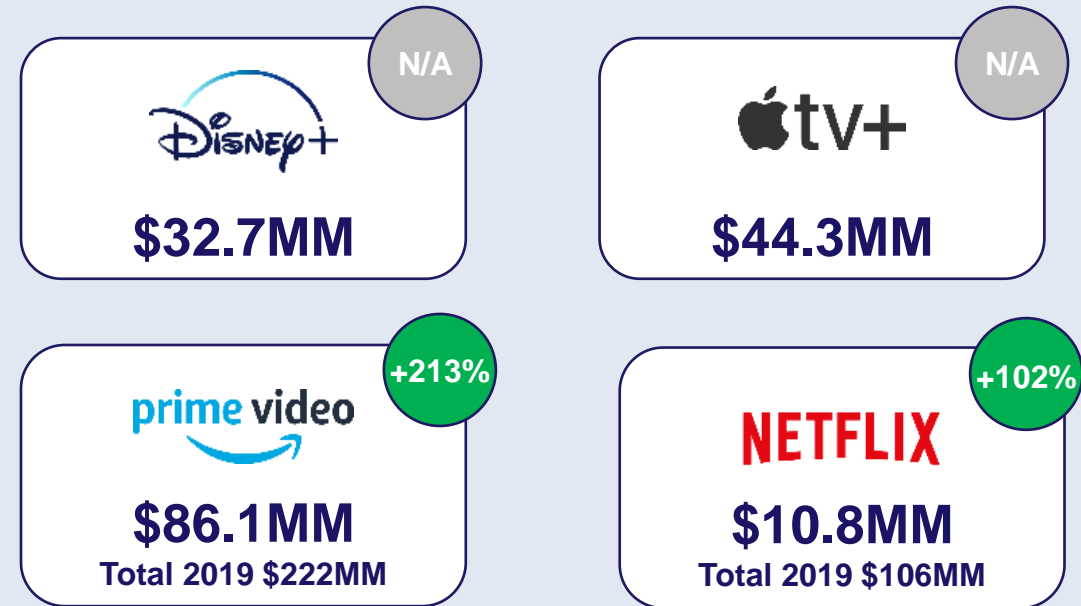 N/A
Disney+
$32.7MM
N/A
tv+
$44.3MM
+213%
prime video
$86.1MM
Total 2019 $222MM
+102%
NETFLIX
$10.8MM
Total 2019 $106MM